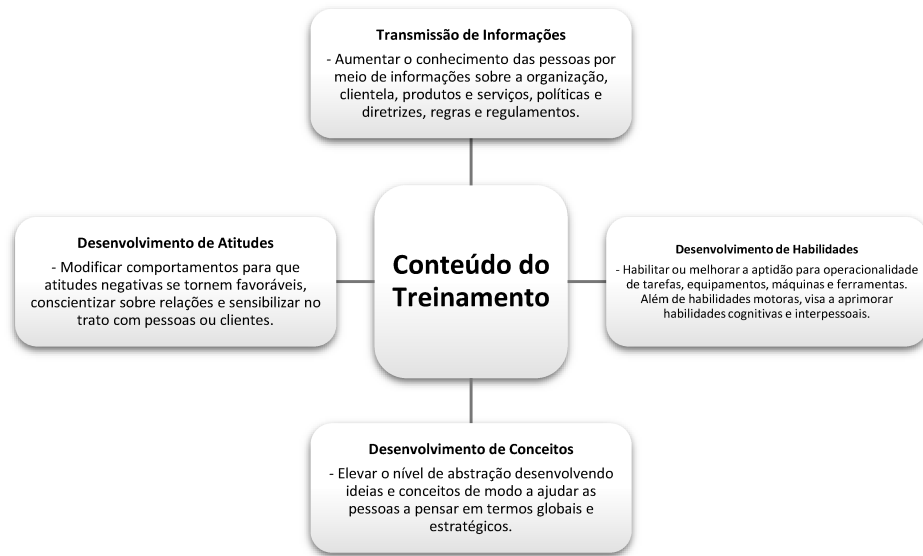 Transmissão de Informações
- Aumentar o conhecimento das pessoas por
meio de informações sobre a organização,
clientela, produtos e serviços, políticas e
diretrizes, regras e regulamentos.
Desenvolvimento de Atitudes
- Modificar comportamentos para que
atitudes negativas se tornem favoráveis,
conscientizar sobre relações e sensibilizar no
trato com pessoas ou clientes.
Conteúdo do
Treinamento
Desenvolvimento de Habilidades
- Habilitar ou melhorar a aptidão para operacionalidade
de tarefas, equipamentos, máquinas e ferramentas.
Além de habilidades motoras, visa a aprimorar
habilidades cognitivas e interpessoais.
Desenvolvimento de Conceitos
- Elevar o nível de abstração desenvolvendo
ideias e conceitos de modo a ajudar as
pessoas a pensar em termos globais e
estratégicos.